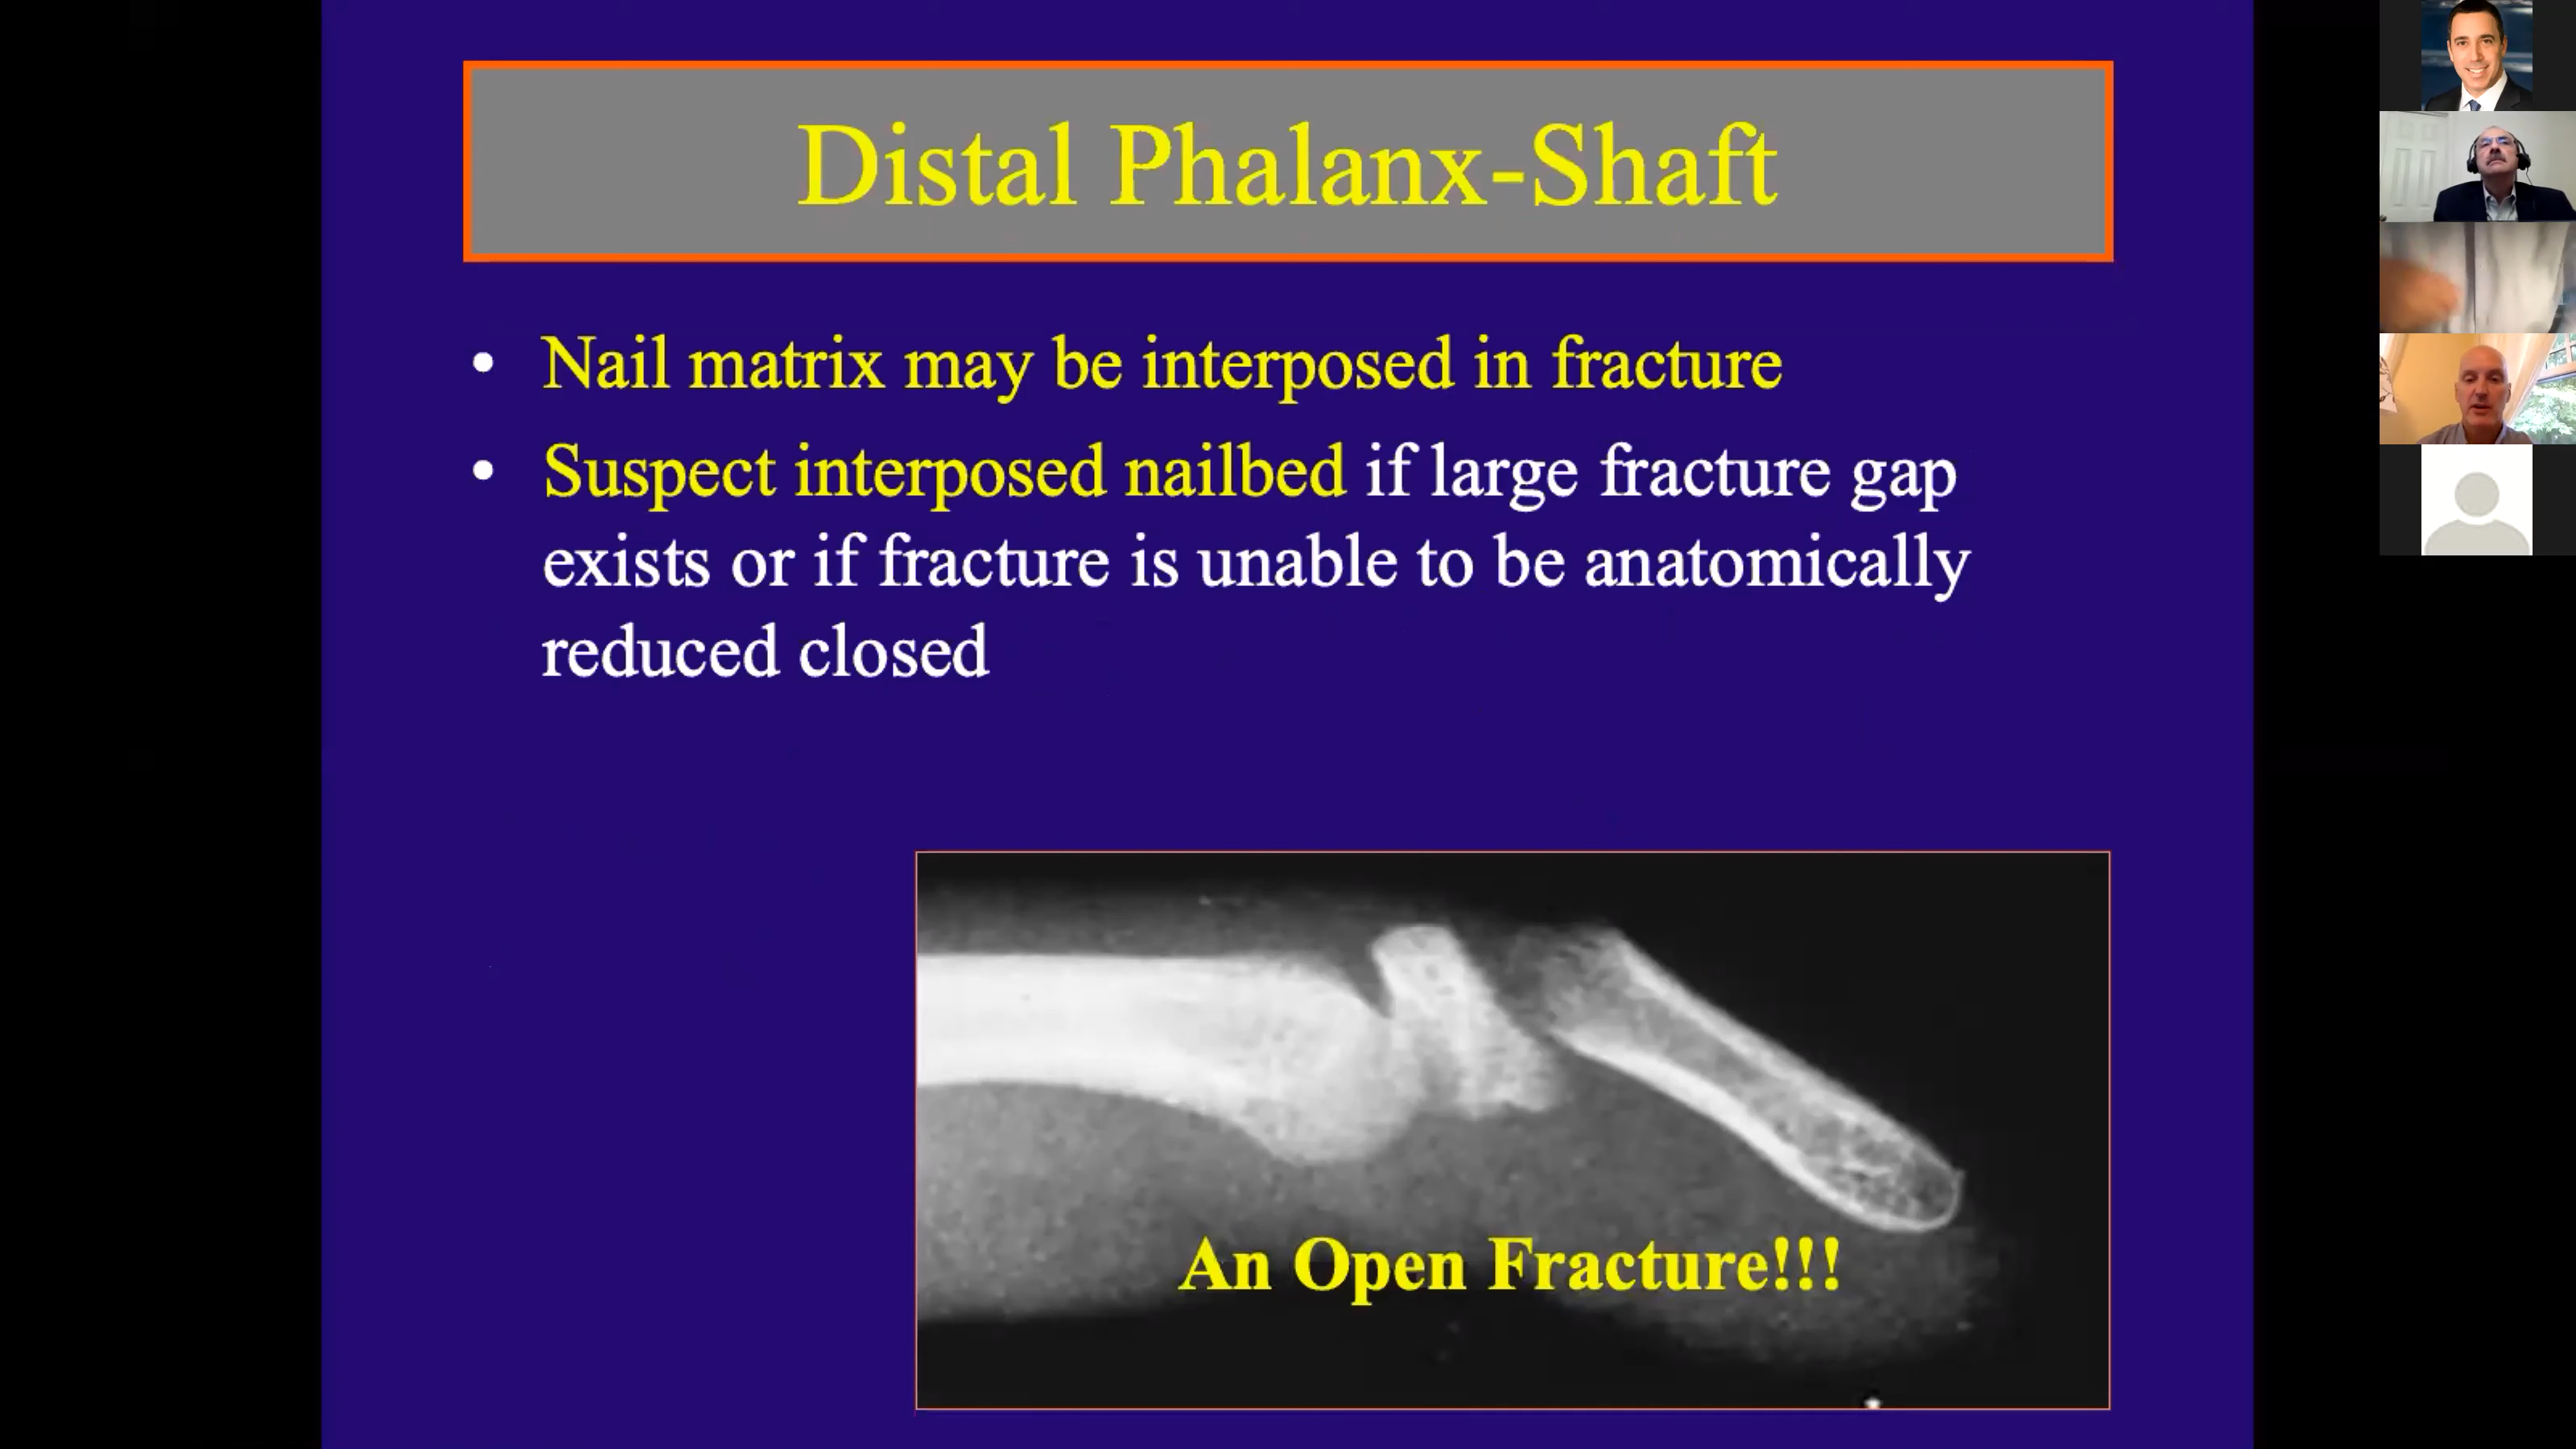 Distal Phalanx-Shaft
• Nail matrix may be interposed in fracture
• Suspect interposed nailbed if large fracture gap
exists or if fracture is unable to be anatomically
reduced closed
An Open Fracture!!!